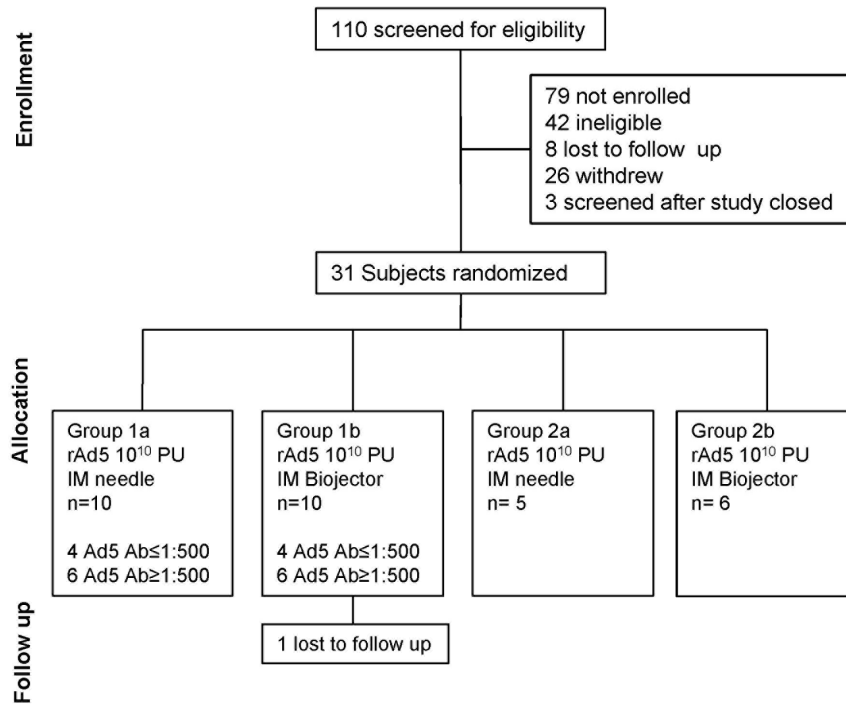 Enrollment
110 screened for eligibility
79 not enrolled
42 ineligible
8 lost to follow up
26 withdrew
3 screened after study closed
31 Subjects randomized
Allocation
Group 1a
rAd5 10¹⁰ PU
IM needle
n=10
4 Ad5 Ab≤1:500
6 Ad5 Ab≥1:500
Group 1b
rAd5 10¹⁰ PU
IM Biojector
n=10
4 Ad5 Ab≤1:500
6 Ad5 Ab≥1:500
Group 2a
rAd5 10¹⁰ PU
IM needle
n= 5
Group 2b
rAd5 10¹⁰ PU
IM Biojector
n= 6
Follow up
1 lost to follow up